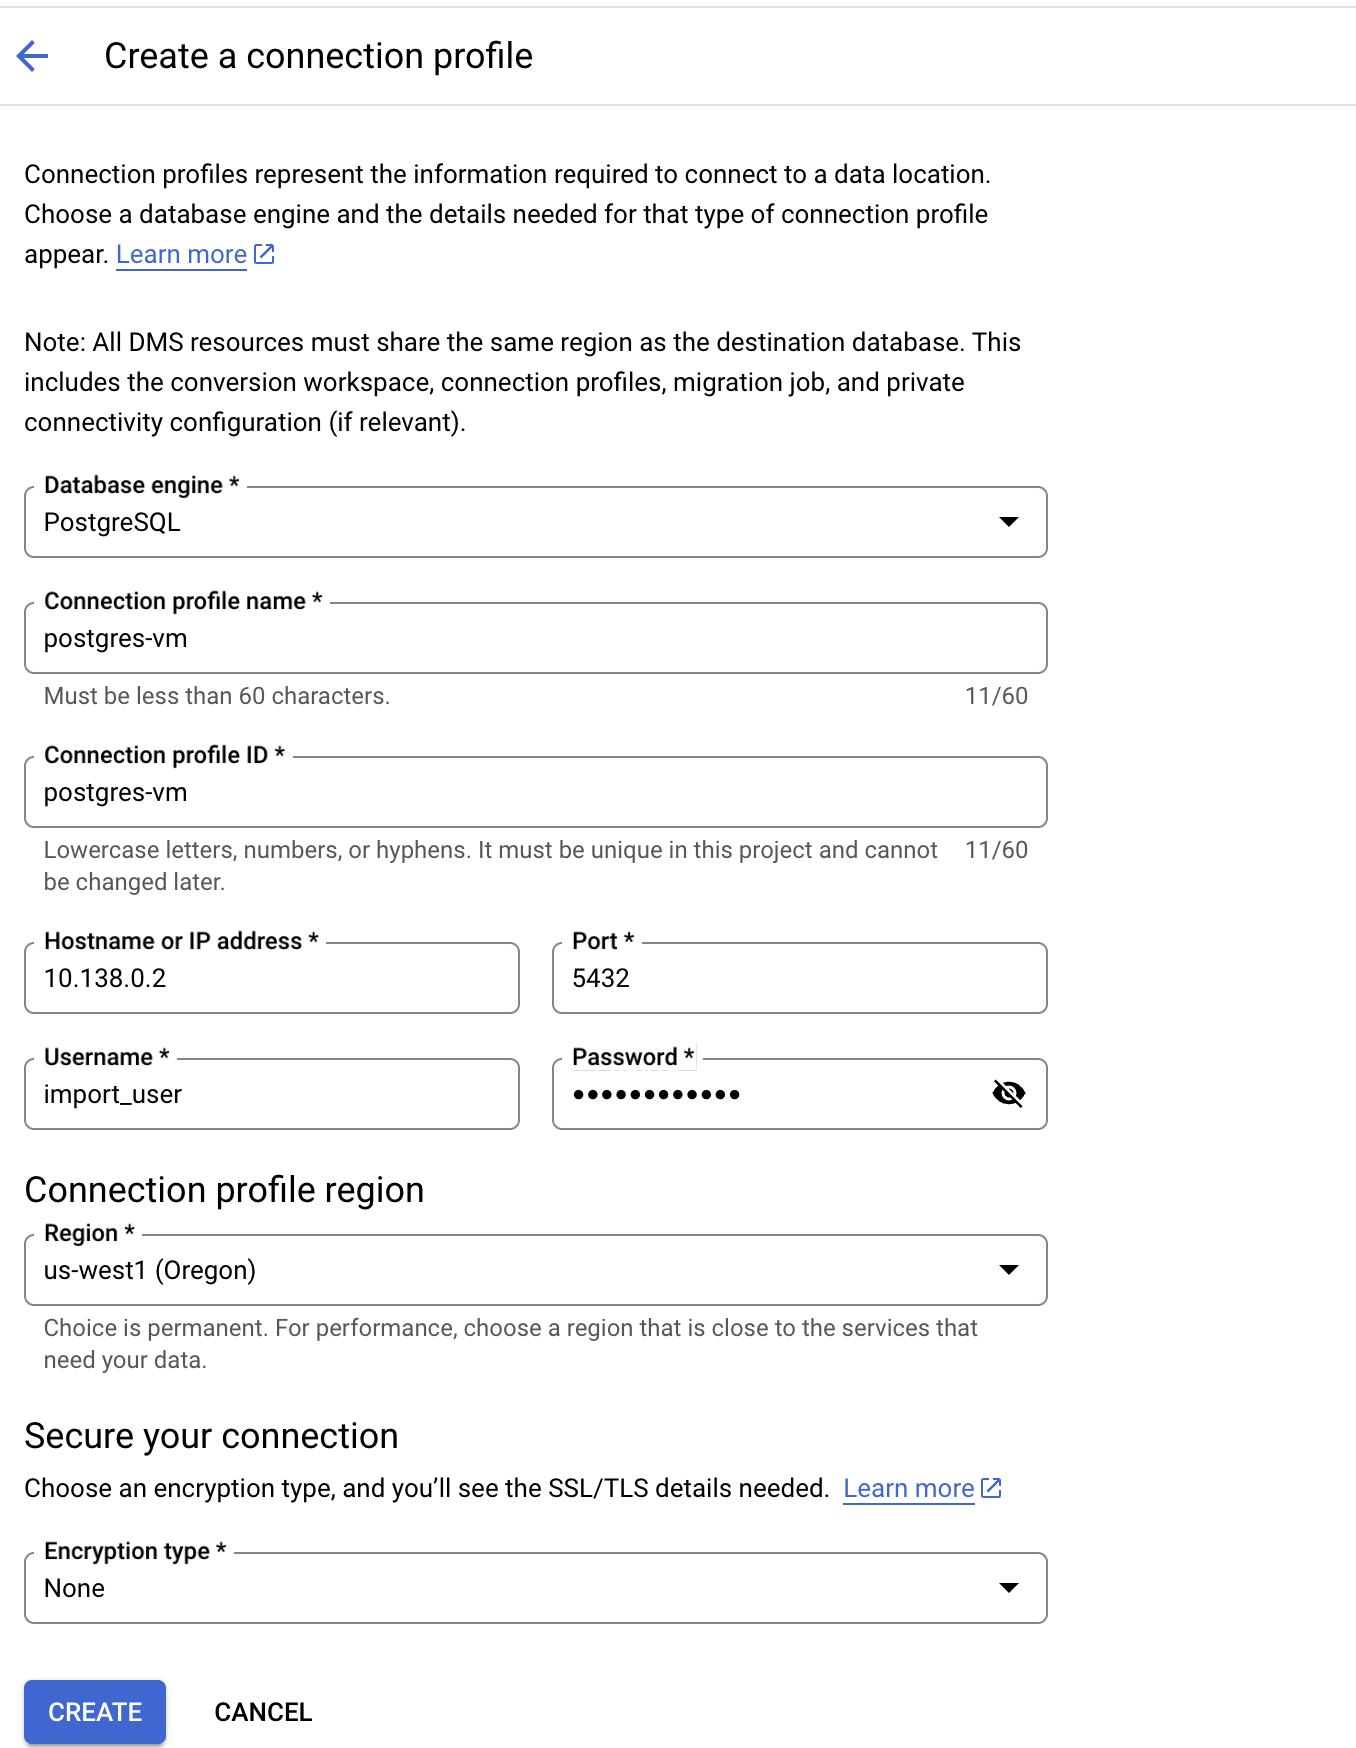 Create a connection profile
Connection profiles represent the information required to connect to a data location.
Choose a database engine and the details needed for that type of connection profile
appear. Learn more
Note: All DMS resources must share the same region as the destination database. This
includes the conversion workspace, connection profiles, migration job, and private
connectivity configuration (if relevant).
Database engine *
PostgreSQL
Connection profile name *
postgres-vm
Must be less than 60 characters. 11/60
Connection profile ID *
postgres-vm
Lowercase letters, numbers, or hyphens. It must be unique in this project and cannot 11/60
be changed later.
Hostname or IP address * Port *
10.138.0.2 5432
Username * Password *
import_user ••••••••••••
Connection profile region
Region *
us-west1 (Oregon)
Choice is permanent. For performance, choose a region that is close to the services that
need your data.
Secure your connection
Choose an encryption type, and you’ll see the SSL/TLS details needed. Learn more
Encryption type *
None
CREATE CANCEL